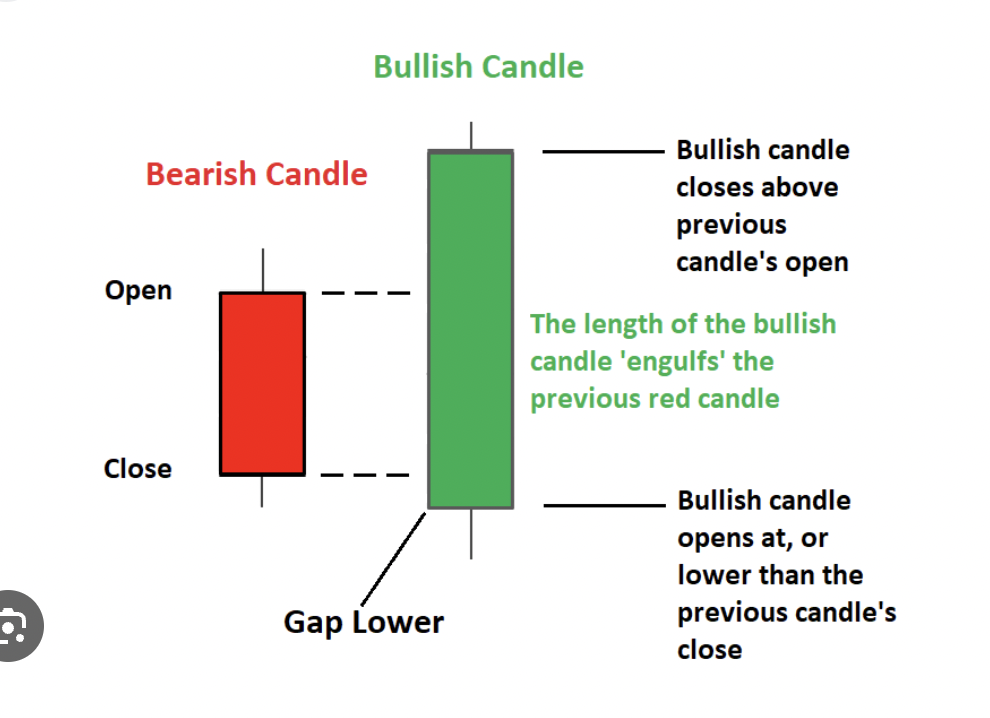 Bullish Candle
Bearish Candle
Bullish candle
closes above
previous
candle's open
Open
The length of the bullish
candle 'engulfs' the
previous red candle
Close
Bullish candle
opens at, or
lower than the
previous candle's
close
Gap Lower